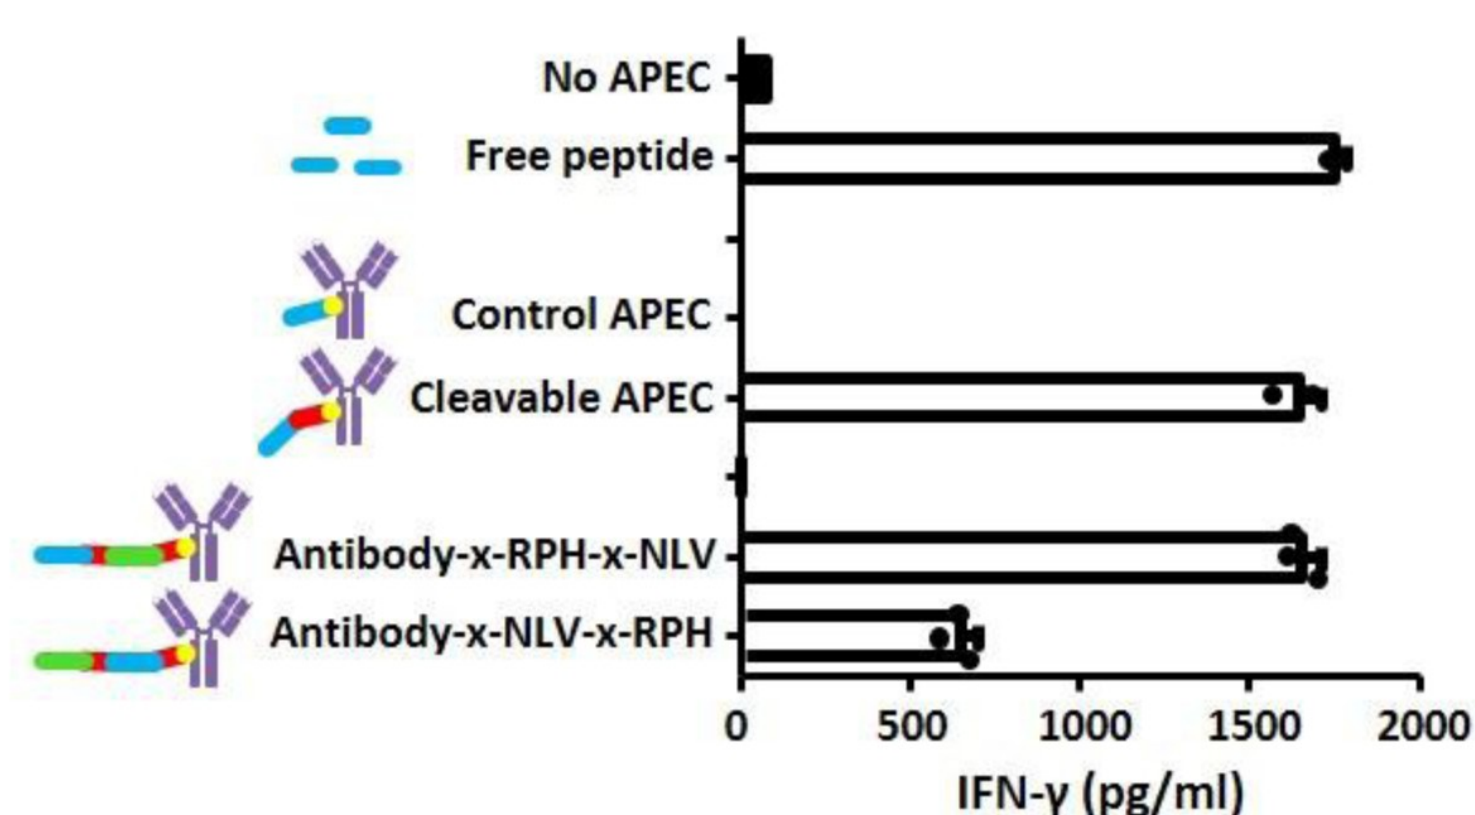 No APEC
Free peptide
Control APEC
Cleavable APEC
Antibody-x-RPH-x-NLV
Antibody-x-NLV-x-RPH
0 500 1000 1500 2000
IFN-γ (pg/ml)